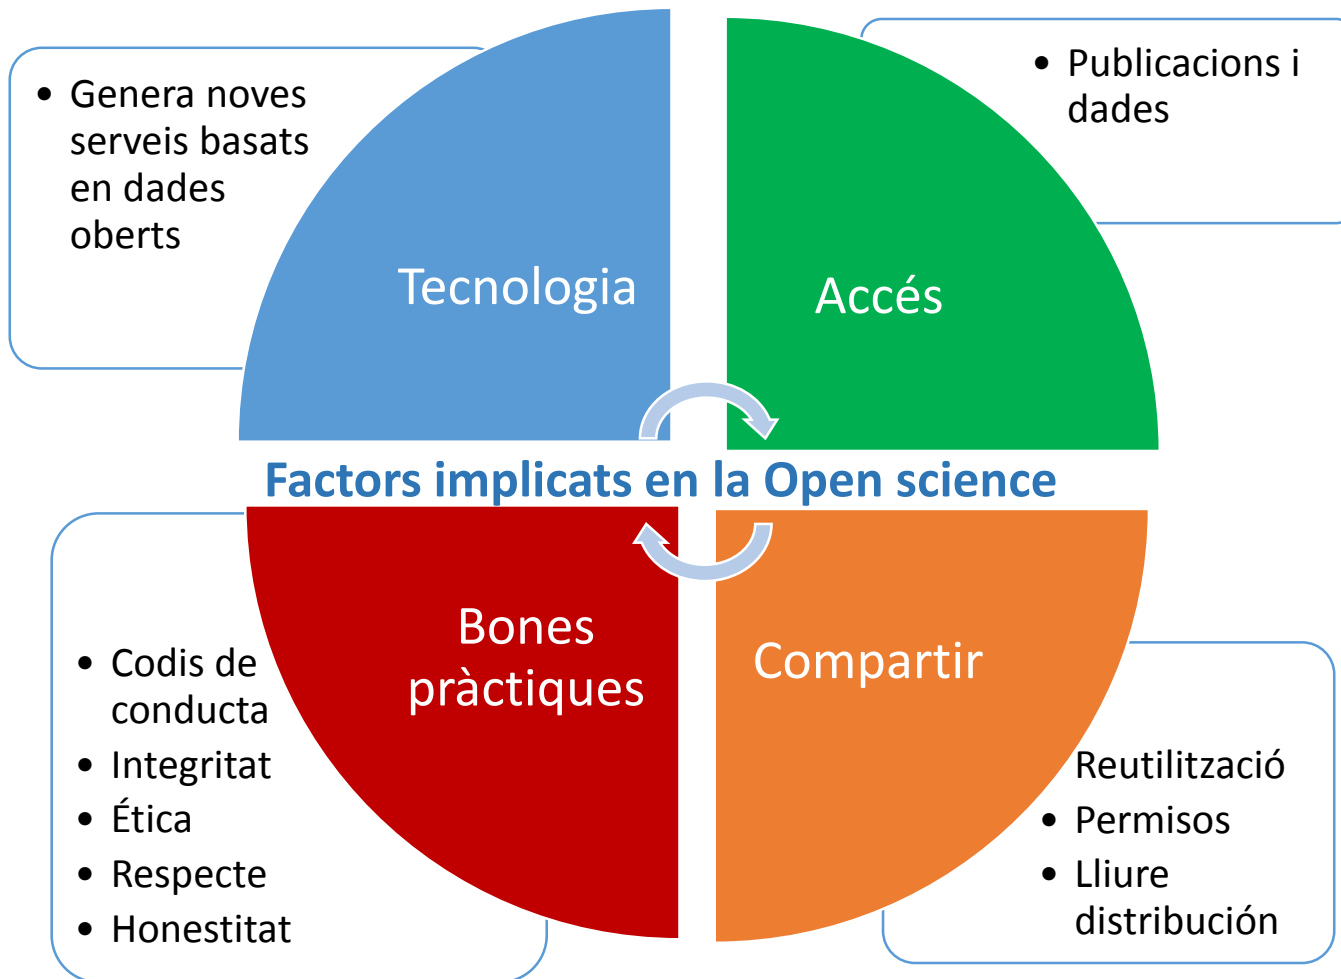 • Genera noves
serveis basats
en dades
oberts
Tecnologia
• Publicacions i
dades
Accés
Factors implicats en la Open science
• Codis de
conducta
• Integritat
• Ética
• Respecte
• Honestitat
Bones
pràctiques
Compartir
Reutilització
• Permisos
• Lliure
distribución